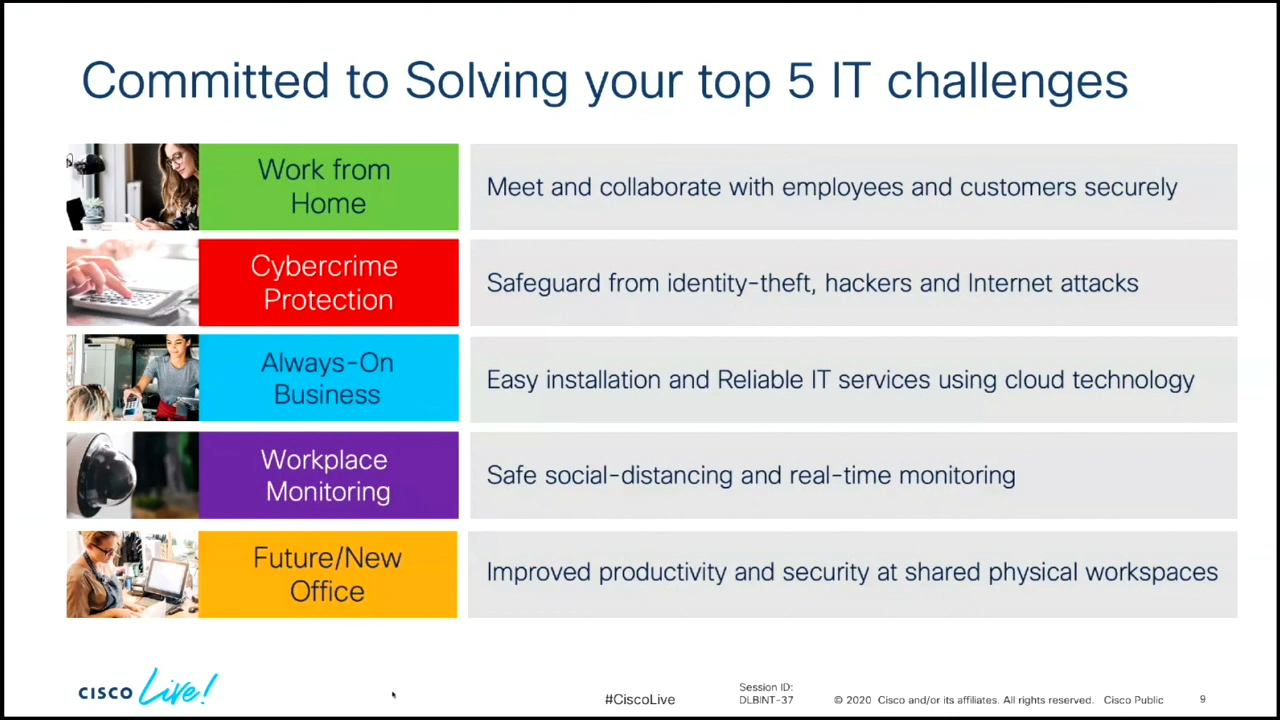 Committed to Solving your top 5 IT challenges
Work from
Home
Meet and collaborate with employees and customers securely
Cybercrime
Protection
Safeguard from identity-theft, hackers and Internet attacks
Always-On
Business
Easy installation and Reliable IT services using cloud technology
Workplace
Monitoring
Safe social-distancing and real-time monitoring
Future/New
Office
Improved productivity and security at shared physical workspaces
CISCO Live!
#CiscoLive
Session ID:
DLBINT-37
© 2020 Cisco and/or its affiliates. All rights reserved. Cisco Public
9